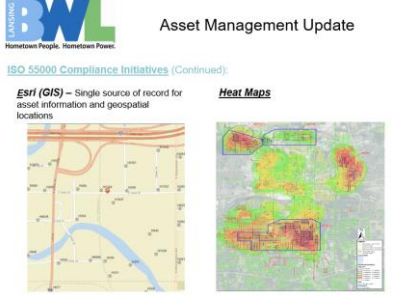 LANSING
BWL
Hometown People. Hometown Power.
Asset Management Update
ISO 55000 Compliance Initiatives (Continued):
Esri (GIS) – Single source of record for
asset information and geospatial
locations
Heat Maps